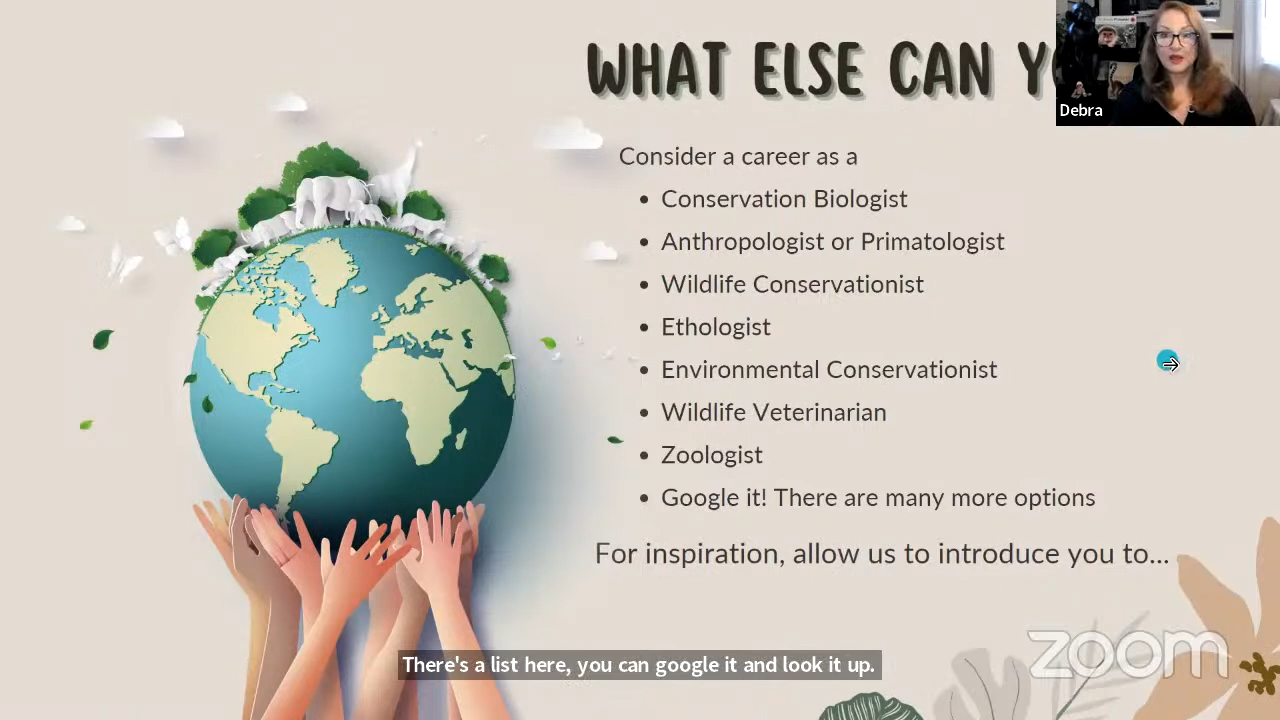 WHAT ELSE CAN
Debra
Consider a career as a
• Conservation Biologist
• Anthropologist or Primatologist
• Wildlife Conservationist
• Ethologist
• Environmental Conservationist
• Wildlife Veterinarian
• Zoologist
• Google it! There are many more options
For inspiration, allow us to introduce you to...
There's a list here, you can google it and look it up.
zoom